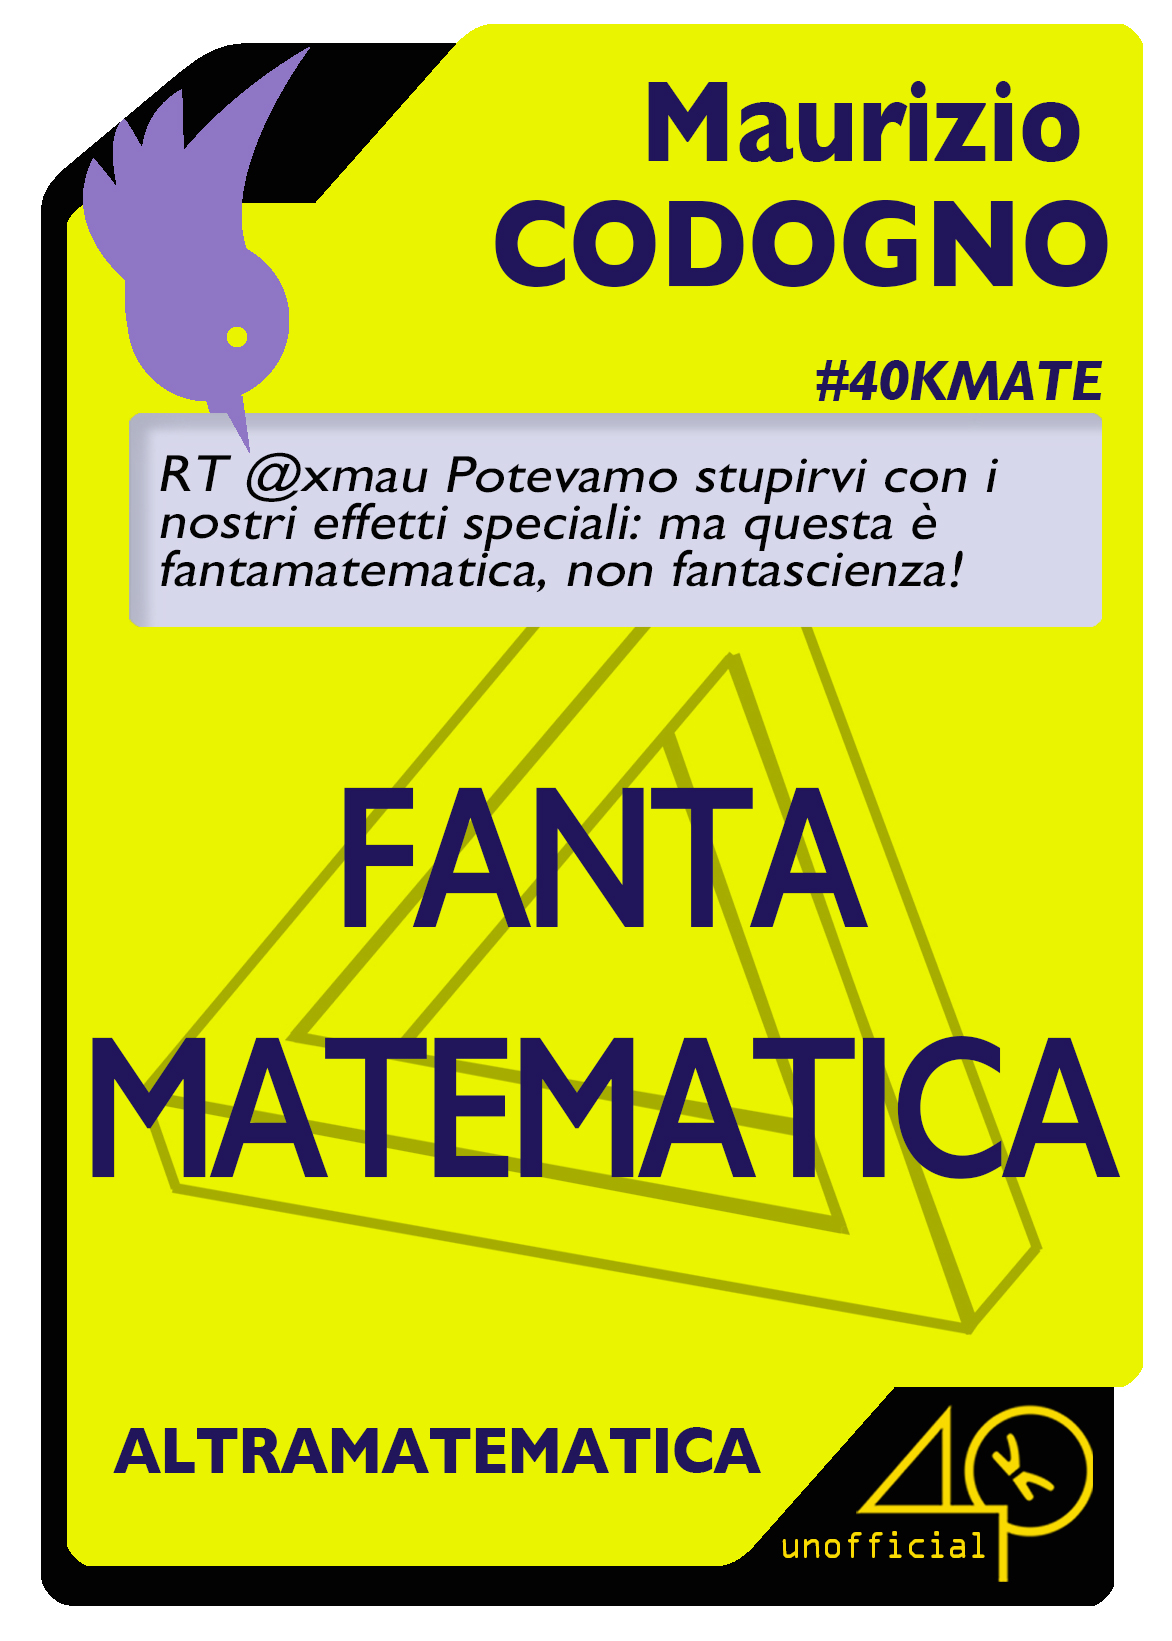 Maurizio
CODOGNO
#40KMATE
RT @xmau Potevamo stupirvi con i
nostri effetti speciali: ma questa è
fantamatematica, non fantascienza!
FANTA
MATEMATICA
ALTRAMATEMATICA
40K
unofficial